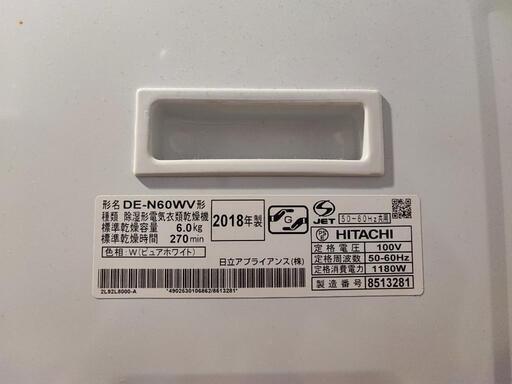 形名 DE-N60WV形
種類 除湿形電気衣類乾燥機
標準乾燥容量 6.0kg
標準乾燥時間 270min
色相:W(ピュアホワイト)
2018年製
G
S JET
50-60Hz共用
PS E HITACHI
定格電圧 100V
定格周波数 50-60Hz
定格消費電力 1180W
製造番号 8513281
日立アプライアンス(株)
2L92L8000-A
*4902530106862/8513281*